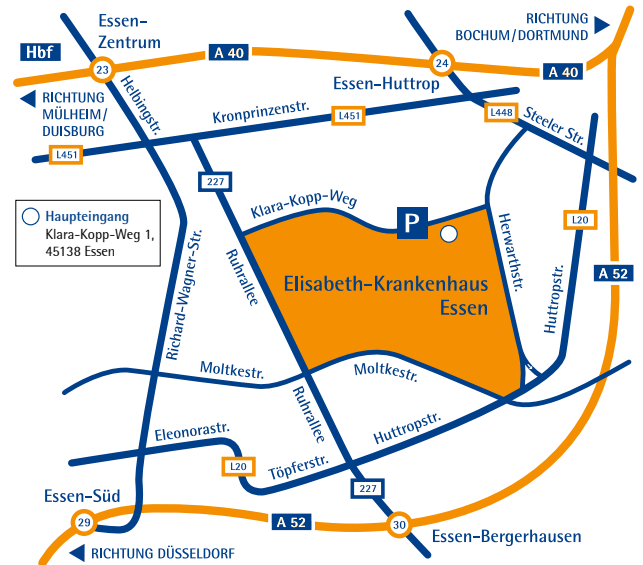 Essen-
Zentrum
Hbf
23
A 40
RICHTUNG
BOCHUM/DORTMUND
24
A 40
Essen-Huttrop
RICHTUNG
MÜLHEIM/
DUISBURG
Helbingstr.
Kronprinzenstr.
L451
L451
L448
Steeler Str.
227
Haupteingang
Klara-Kopp-Weg 1,
45138 Essen
Klara-Kopp-Weg
P
Herwarthstr.
L20
A 52
Elisabeth-Krankenhaus
Essen
Ruhrallee
Richard-Wagner-Str.
Huttropstr.
Moltkestr.
Moltkestr.
Ruhrallee
Eleonorastr.
L20
Töpferstr.
Huttropstr.
227
Essen-Süd
29
A 52
30
Essen-Bergerhausen
RICHTUNG DÜSSELDORF